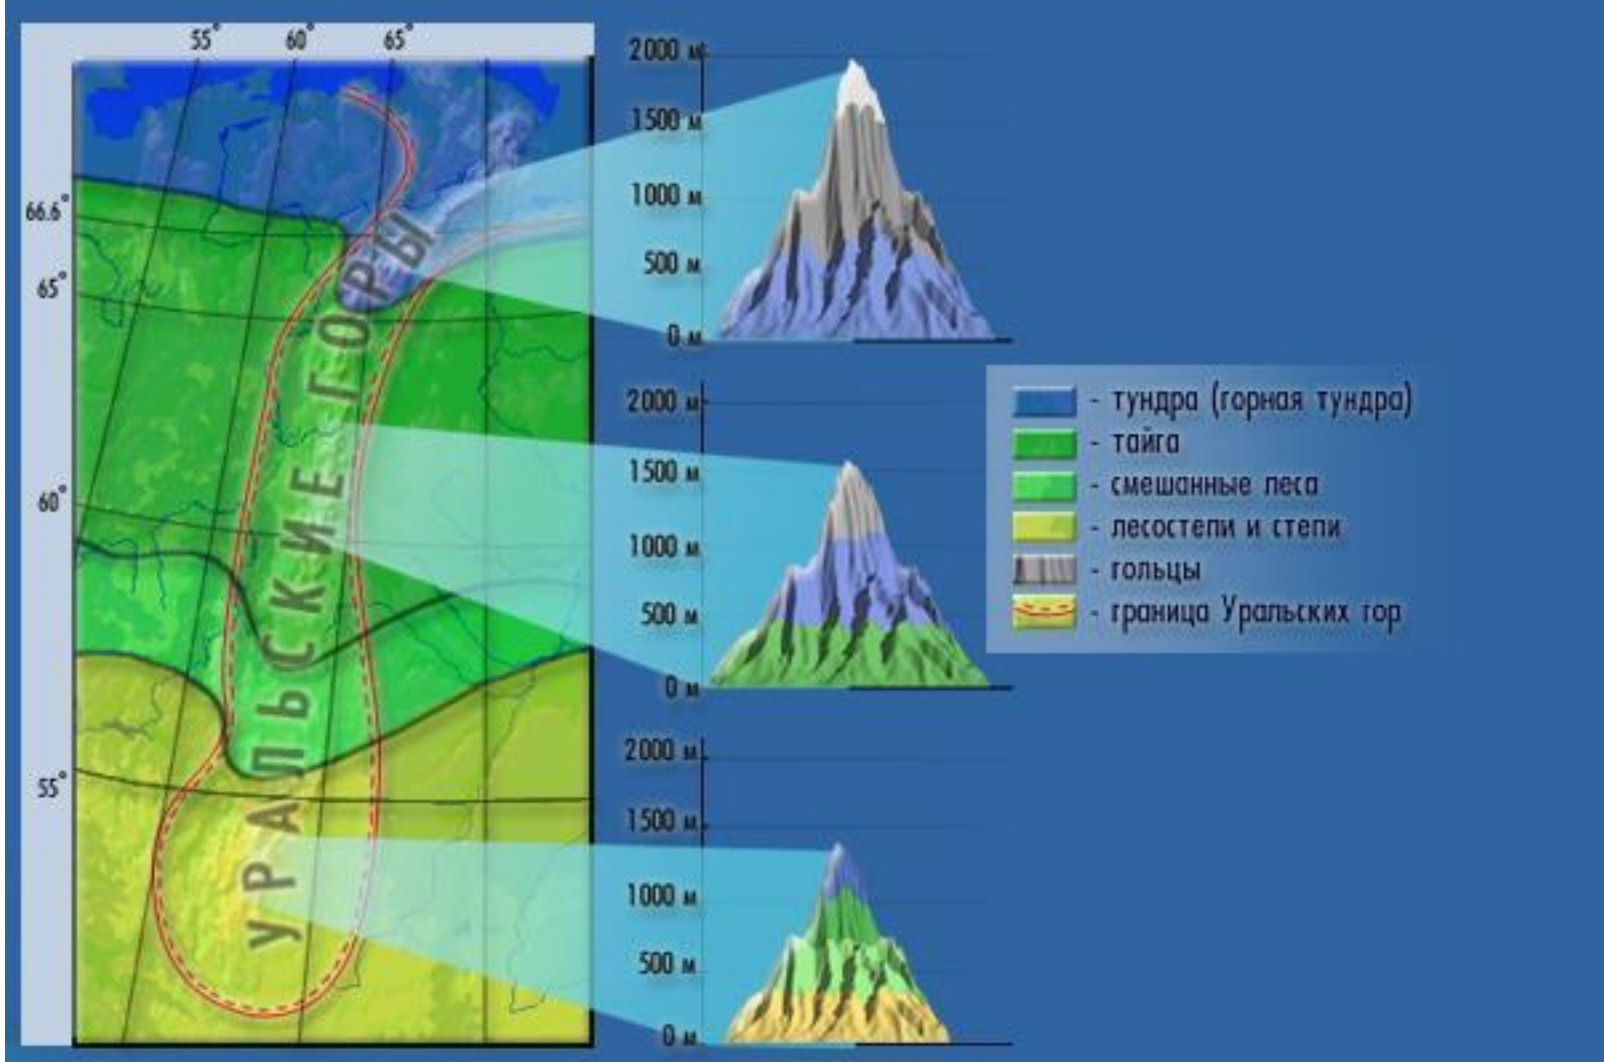 55°
60°
65°
66.6°
65°
60°
55°
УРАЛЬСКИЕ ГОРЫ
2000 м
1500 м
1000 м
500 м
0 м
2000 м
1500 м
1000 м
500 м
0 м
2000 м
1500 м
1000 м
500 м
0 м
- тундра (горная тундра)
- тайга
- смешанные леса
- лесостепи и степи
- гольцы
- граница Уральских гор